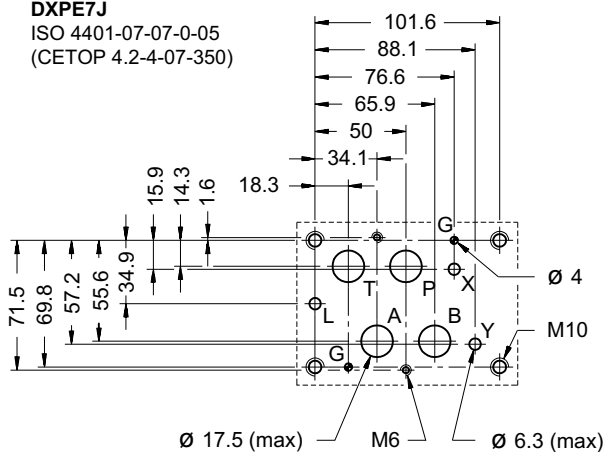 DXPE7J
ISO 4401-07-07-0-05
(CETOP 4.2-4-07-350)
101.6
88.1
76.6
65.9
50
34.1
18.3
15.9
14.3
1.6
G
Ø 4
T
P
X
71.5
69.8
57.2
55.6
34.9
L
A
B
Y
M10
G
Ø 17.5 (max)
M6
Ø 6.3 (max)